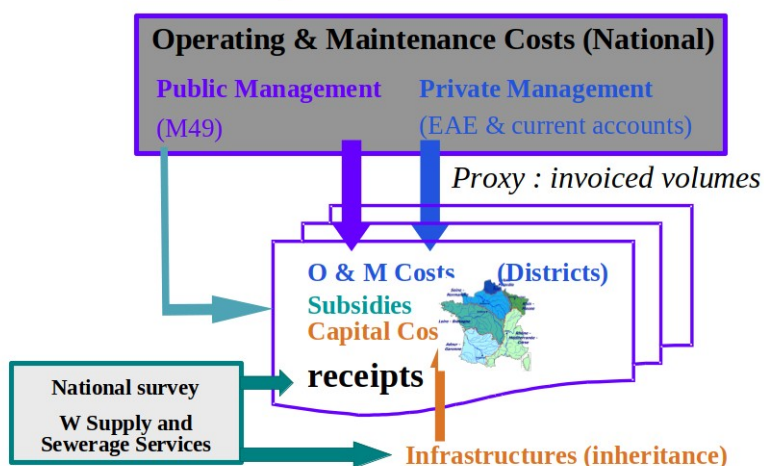 Operating & Maintenance Costs (National)
Public Management
Private Management
(M49)
(EAE & current accounts)
Proxy : invoiced volumes
O & M Costs
(Districts)
Subsidies
Capital Cos
receipts
National survey
W Supply and
Sewerage Services
Infrastructures (inheritance)